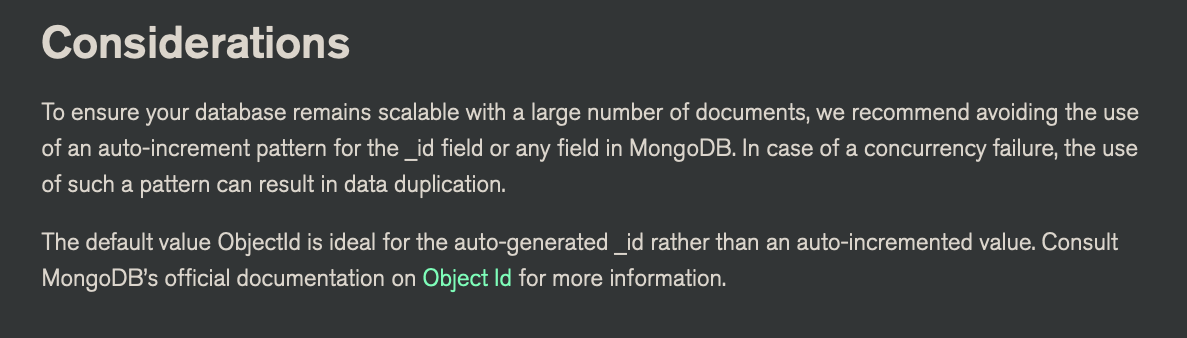 Considerations
To ensure your database remains scalable with a large number of documents, we recommend avoiding the use
of an auto-increment pattern for the _id field or any field in MongoDB. In case of a concurrency failure, the use
of such a pattern can result in data duplication.
The default value ObjectId is ideal for the auto-generated _id rather than an auto-incremented value. Consult
MongoDB’s official documentation on Object Id for more information.